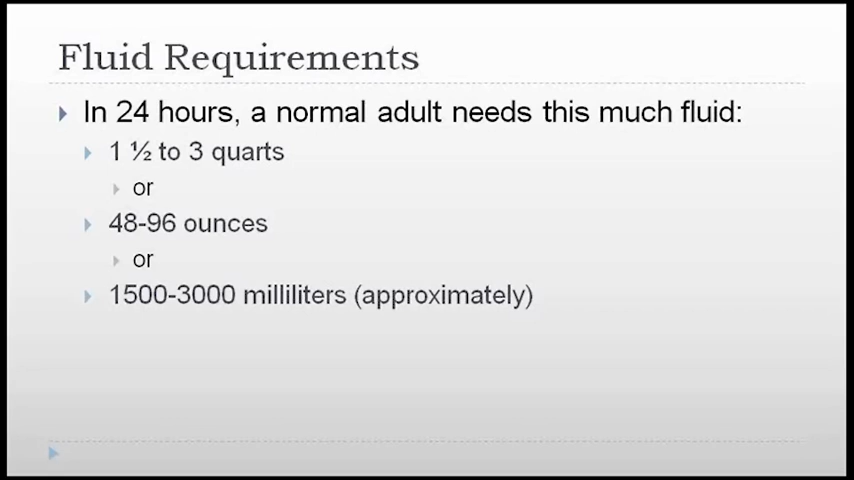 Fluid Requirements
In 24 hours, a normal adult needs this much fluid:
1 ½ to 3 quarts
or
48-96 ounces
or
1500-3000 milliliters (approximately)